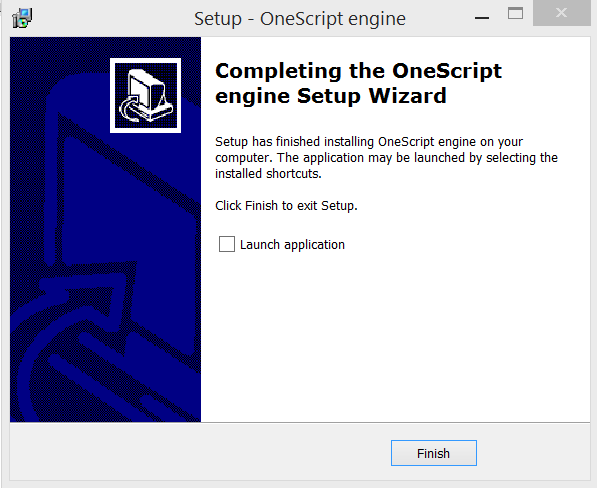 Setup - OneScript engine
Completing the OneScript
engine Setup Wizard
Setup has finished installing OneScript engine on your
computer. The application may be launched by selecting the
installed shortcuts.
Click Finish to exit Setup.
Launch application
Finish